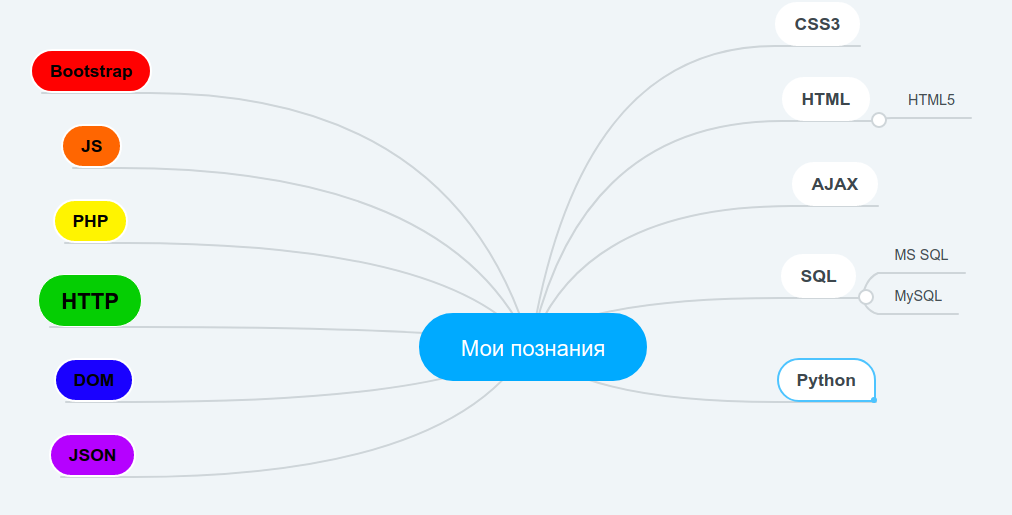 CSS3
Bootstrap
HTML
HTML5
JS
AJAX
PHP
MS SQL
SQL
MySQL
HTTP
Мои познания
DOM
Python
JSON